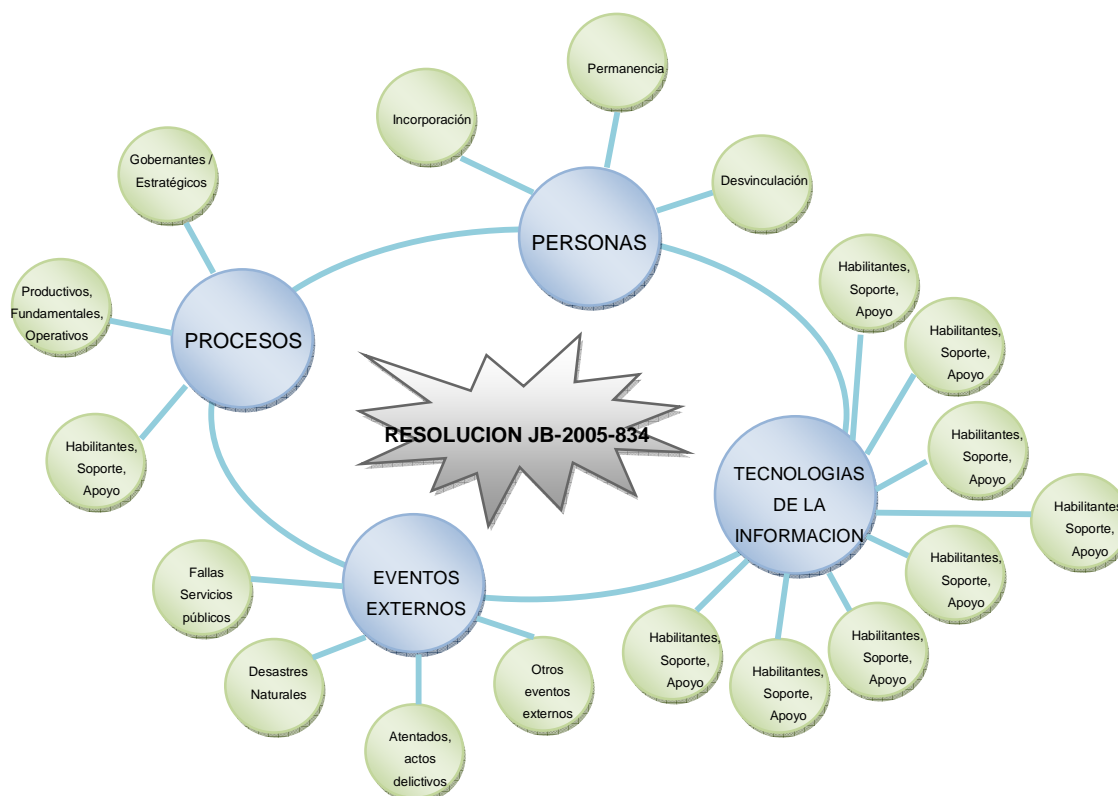 Permanencia
Incorporación
Desvinculación
PERSONAS
Gobernantes /
Estratégicos
Productivos,
Fundamentales,
Operativos
PROCESOS
Habilitantes,
Soporte,
Apoyo
RESOLUCION JB-2005-834
Habilitantes,
Soporte,
Apoyo
Habilitantes,
Soporte,
Apoyo
Habilitantes,
Soporte,
Apoyo
Habilitantes,
Soporte,
Apoyo
Habilitantes,
Soporte,
Apoyo
Habilitantes,
Soporte,
Apoyo
Habilitantes,
Soporte,
Apoyo
Habilitantes,
Soporte,
Apoyo
TECNOLOGIAS
DE LA
INFORMACION
EVENTOS
EXTERNOS
Fallas
Servicios
públicos
Desastres
Naturales
Atentados,
actos
delictivos
Otros
eventos
externos